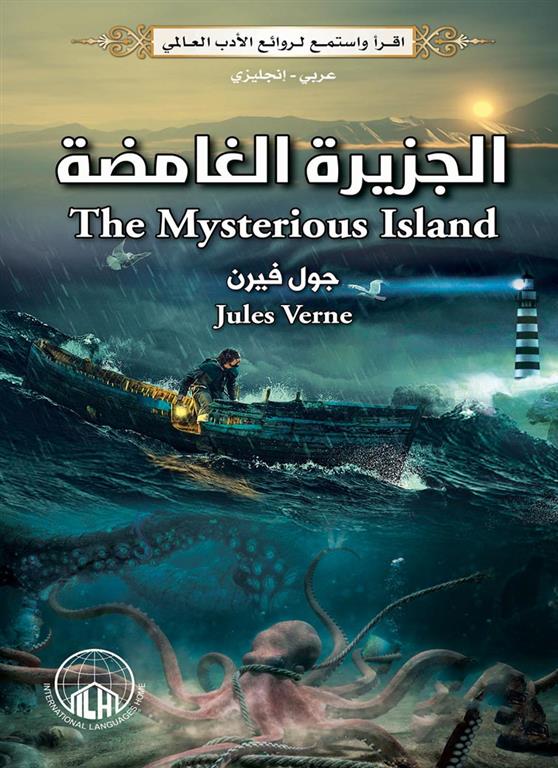 اقرأ واستمع لروائع الأدب العالمي
عربي - إنجليزي
الجزيرة الغامضة
The Mysterious Island
جول فيرن
Jules Verne
ILHI
INTERNATIONAL LANGUAGES HOME